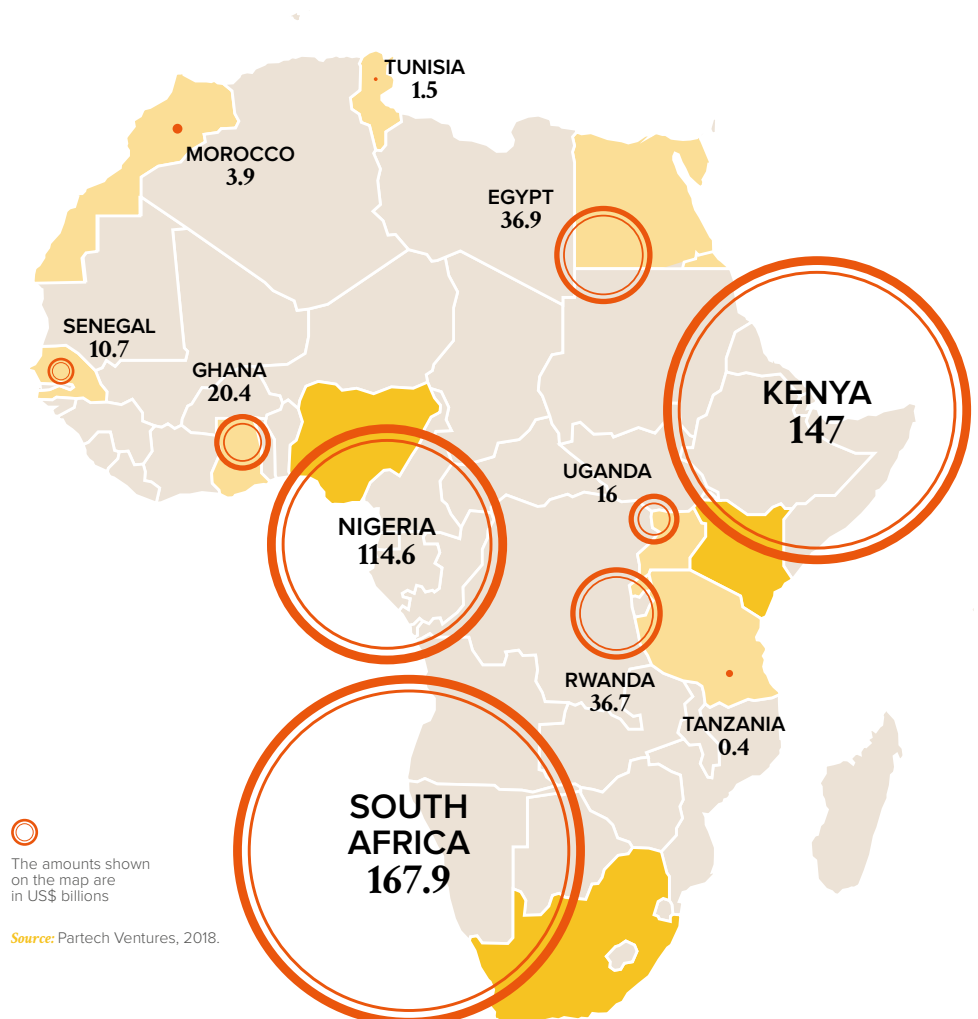 TUNISIA
1.5
MOROCCO
3.9
EGYPT
36.9
SENEGAL
10.7
GHANA
20.4
KENYA
147
UGANDA
16
NIGERIA
114.6
RWANDA
36.7
TANZANIA
0.4
SOUTH
AFRICA
167.9
The amounts shown
on the map are
in US$ billions
Source: Partech Ventures, 2018.